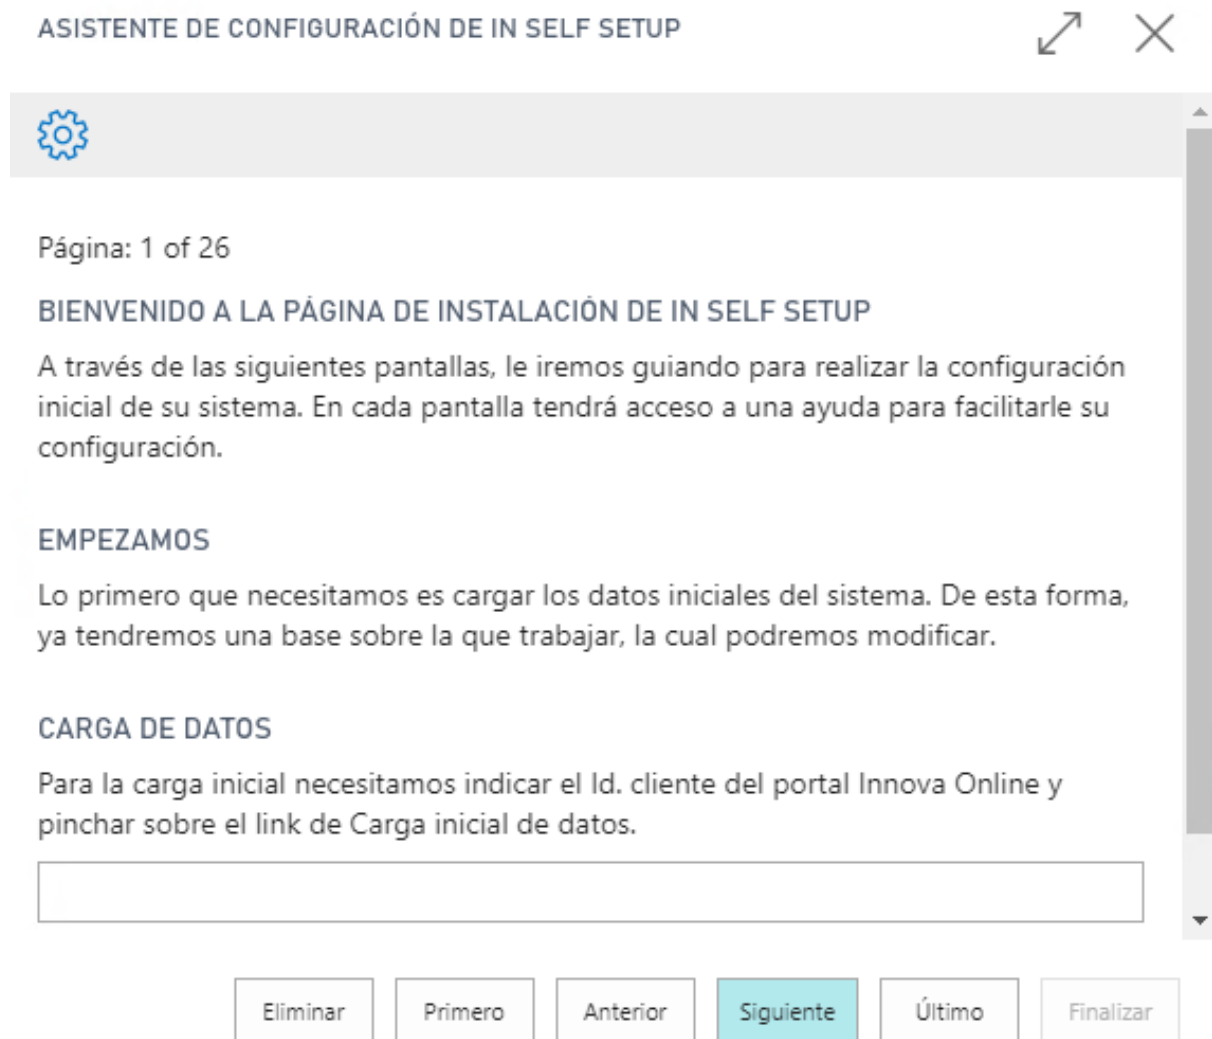 ASISTENTE DE CONFIGURACIÓN DE IN SELF SETUP
Página: 1 of 26
BIENVENIDO A LA PÁGINA DE INSTALACIÓN DE IN SELF SETUP
A través de las siguientes pantallas, le iremos guiando para realizar la configuración
inicial de su sistema. En cada pantalla tendrá acceso a una ayuda para facilitarle su
configuración.
EMPEZAMOS
Lo primero que necesitamos es cargar los datos iniciales del sistema. De esta forma,
ya tendremos una base sobre la que trabajar, la cual podremos modificar.
CARGA DE DATOS
Para la carga inicial necesitamos indicar el Id. cliente del portal Innova Online y
pinchar sobre el link de Carga inicial de datos.
Eliminar Primero Anterior Siguiente Último Finalizar